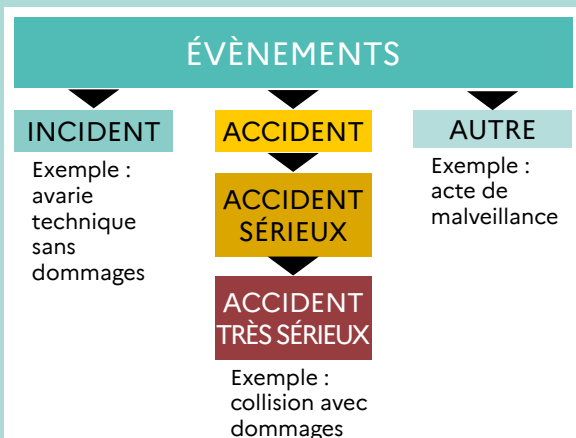 ÉVÈNEMENTS
INCIDENT
Exemple :
avarie
technique
sans
dommages
ACCIDENT
ACCIDENT
SÉRIEUX
ACCIDENT
TRÈS SÉRIEUX
Exemple :
collision avec
dommages
AUTRE
Exemple :
acte de
malveillance